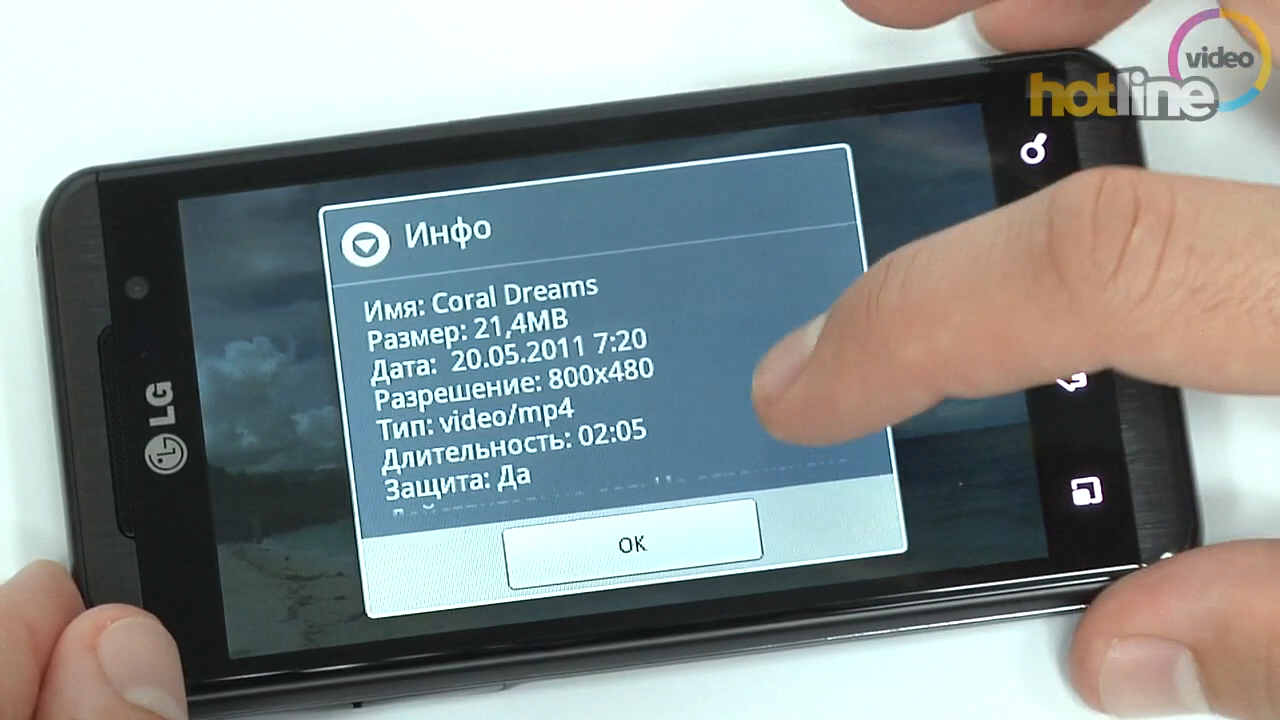 video
hotline
Инфо
Имя: Coral Dreams
Размер: 21,4MB
Дата: 20.05.2011 7:20
Разрешение: 800x480
Тип: video/mp4
Длительность: 02:05
Защита: Да
OK
LG